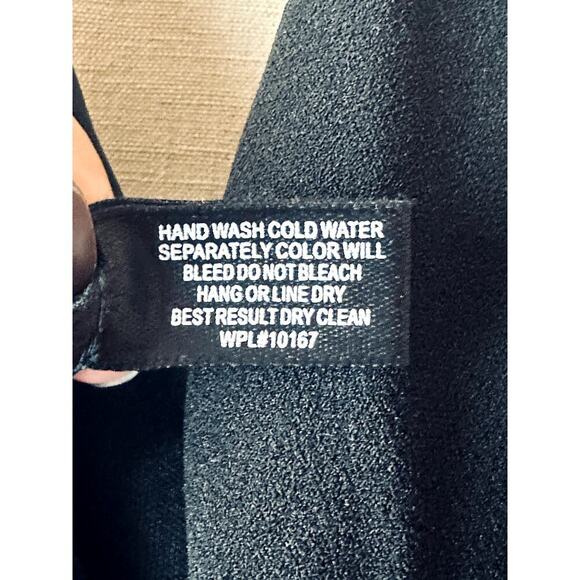 HAND WASH COLD WATER
SEPARATELY COLOR WILL
BLEED DO NOT BLEACH
HANG OR LINE DRY
BEST RESULT DRY CLEAN
WPL#10167